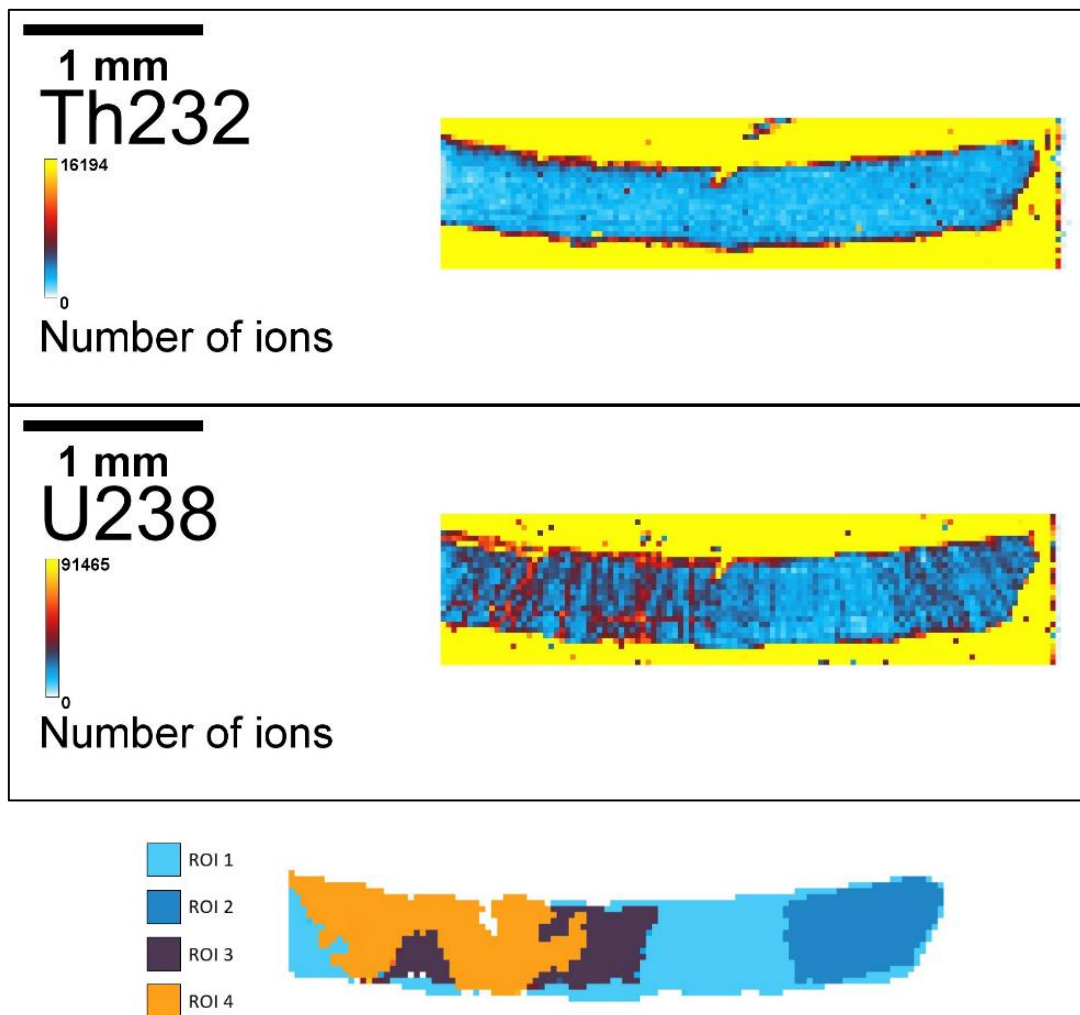 1 mm
Th232
16194
0
Number of ions
1 mm
U238
91465
0
Number of ions
ROI 1
ROI 2
ROI 3
ROI 4